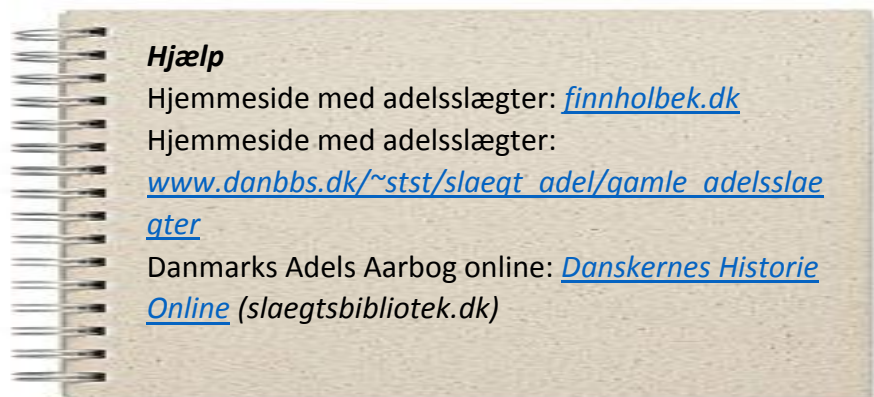 Hjælp
Hjemmeside med adelsslægter: finnholbek.dk
Hjemmeside med adelsslægter:
www.danbbs.dk/~stst/slaegt_adel/gamle_adelsslae
gter
Danmarks Adels Aarbog online: Danskernes Historie
Online (slaegtsbibliotek.dk)